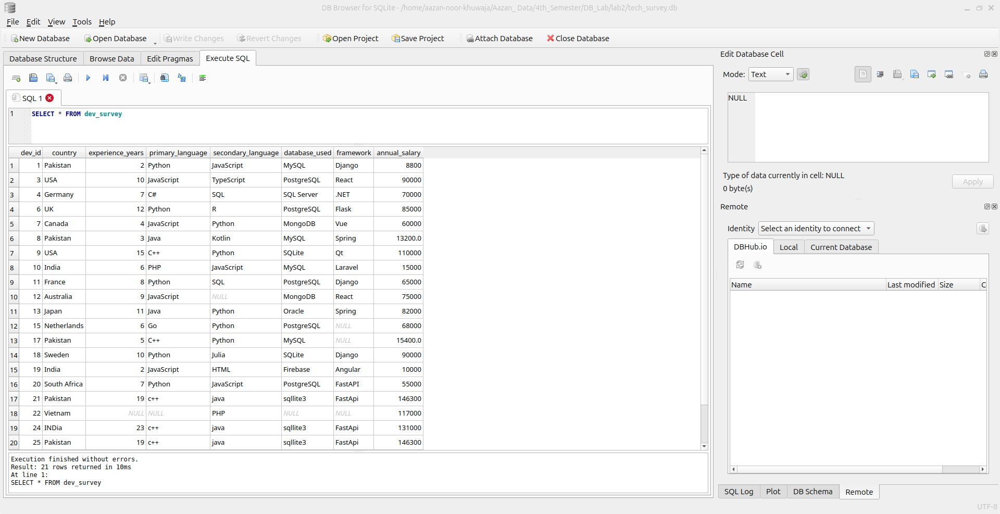 DB Browser for SQLite - /home/aazan-noor-khuwaja/Aazan_ Data/4th_Semester/DB_Lab/lab2/tech_survey.db
File Edit View Tools Help
New Database Open Database Write Changes Revert Changes Open Project Save Project Attach Database Close Database
Database Structure Browse Data Edit Pragmas Execute SQL
SQL 1
1 SELECT * FROM dev_survey
dev_id country experience_years primary_language secondary_language database_used framework annual_salary
1 1 Pakistan 2 Python JavaScript MySQL Django 8800
2 3 USA 10 JavaScript TypeScript PostgreSQL React 90000
3 4 Germany 7 C# SQL SQL Server .NET 70000
4 6 UK 12 Python R PostgreSQL Flask 85000
5 7 Canada 4 JavaScript Python MongoDB Vue 60000
6 8 Pakistan 3 Java Kotlin MySQL Spring 13200.0
7 9 USA 15 C++ Python SQLite Qt 110000
8 10 India 6 PHP JavaScript MySQL Laravel 15000
9 11 France 8 Python SQL PostgreSQL Django 65000
10 12 Australia 9 JavaScript NULL MongoDB React 75000
11 13 Japan 11 Java Python Oracle Spring 82000
12 15 Netherlands 6 Go Python PostgreSQL NULL 68000
13 17 Pakistan 5 C++ Python MySQL NULL 15400.0
14 18 Sweden 10 Python Julia SQLite Django 90000
15 19 India 2 JavaScript HTML Firebase Angular 10000
16 20 South Africa 7 Python JavaScript PostgreSQL FastAPI 55000
17 21 Pakistan 19 c++ java sqllite3 FastApi 146300
18 22 Vietnam NULL NULL PHP NULL NULL 117000
19 24 INDia 23 c++ java sqllite3 FastApi 131000
20 25 Pakistan 19 c++ java sqllite3 FastApi 146300
Execution finished without errors.
Result: 21 rows returned in 10ms
At line 1:
SELECT * FROM dev_survey
Edit Database Cell
Mode: Text
NULL
Type of data currently in cell: NULL
0 byte(s)
Apply
Remote
Identity Select an identity to connect
DBHub.io Local Current Database
Name Last modified Size C
SQL Log Plot DB Schema Remote
UTF-8